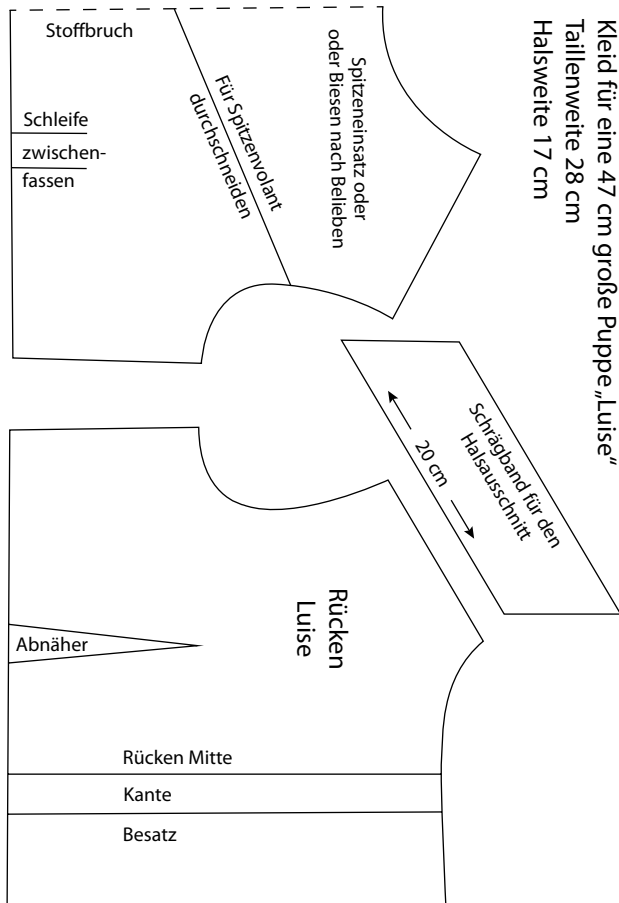 Kleid für eine 47 cm große Puppe „Luise“
Taillenweite 28 cm
Halsweite 17 cm
Stoffbruch
Schleife
zwischen-
fassen
Für Spitzenvolant
durchschneiden
Spitzeneinsatz oder
oder Biesen nach Belieben
Schrägband für den
Halsausschnitt
20 cm
Rücken
Luise
Abnäher
Rücken Mitte
Kante
Besatz